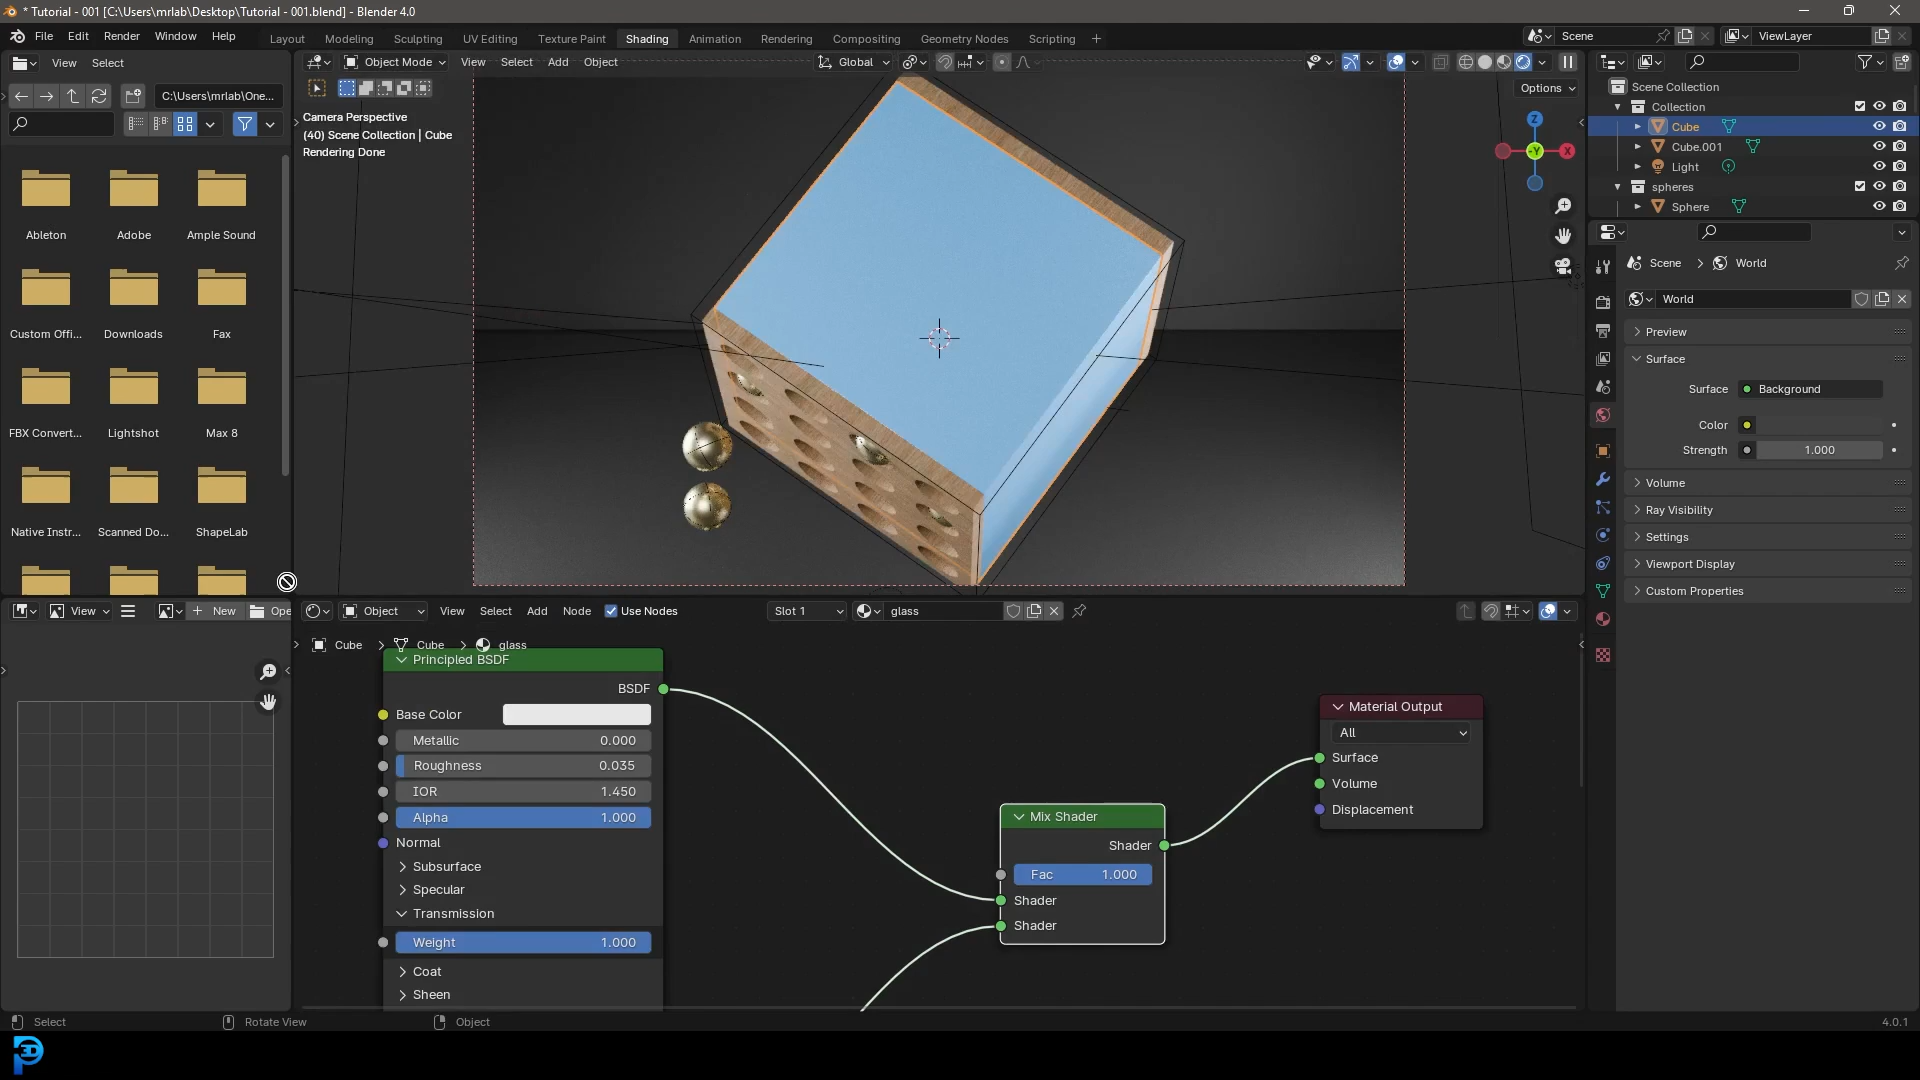 * Tutorial - 001 [C:\Users\mrlab\Desktop\Tutorial - 001.blend] - Blender 4.0
File Edit Render Window Help
Layout Modeling Sculpting UV Editing Texture Paint Shading Animation Rendering Compositing Geometry Nodes Scripting +
Scene
ViewLayer
View Select
C:\Users\mrlab\One...
Ableton Adobe Ample Sound
Custom Offi... Downloads Fax
FBX Convert... Lightshot Max 8
Native Instr... Scanned Do... ShapeLab
Object Mode View Select Add Object
Global
Options
Camera Perspective
(40) Scene Collection | Cube
Rendering Done
Z
-Y
X
Scene Collection
Collection
Cube
Cube.001
Light
spheres
Sphere
Scene > World
World
Preview
Surface
Surface Background
Color
Strength 1.000
Volume
Ray Visibility
Settings
Viewport Display
Custom Properties
View + New Ope
Object View Select Add Node Use Nodes
Slot 1
glass
Cube > Cube > glass
Principled BSDF
BSDF
Base Color
Metallic 0.000
Roughness 0.035
IOR 1.450
Alpha 1.000
Normal
Subsurface
Specular
Transmission
Weight 1.000
Coat
Sheen
Mix Shader
Shader
Fac 1.000
Shader
Shader
Material Output
All
Surface
Volume
Displacement
Select Rotate View Object
4.0.1